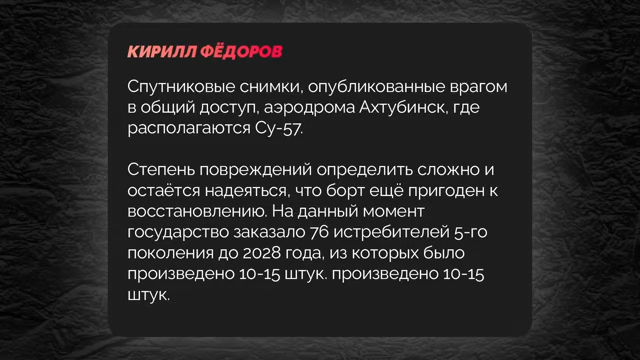 КИРИЛЛ ФЁДОРОВ
Спутниковые снимки, опубликованные врагом
в общий доступ, аэродрома Ахтубинск, где
располагаются Су-57.
Степень повреждений определить сложно и
остаётся надеяться, что борт ещё пригоден к
восстановлению. На данный момент
государство заказало 76 истребителей 5-го
поколения до 2028 года, из которых было
произведено 10-15 штук. произведено 10-15
штук.